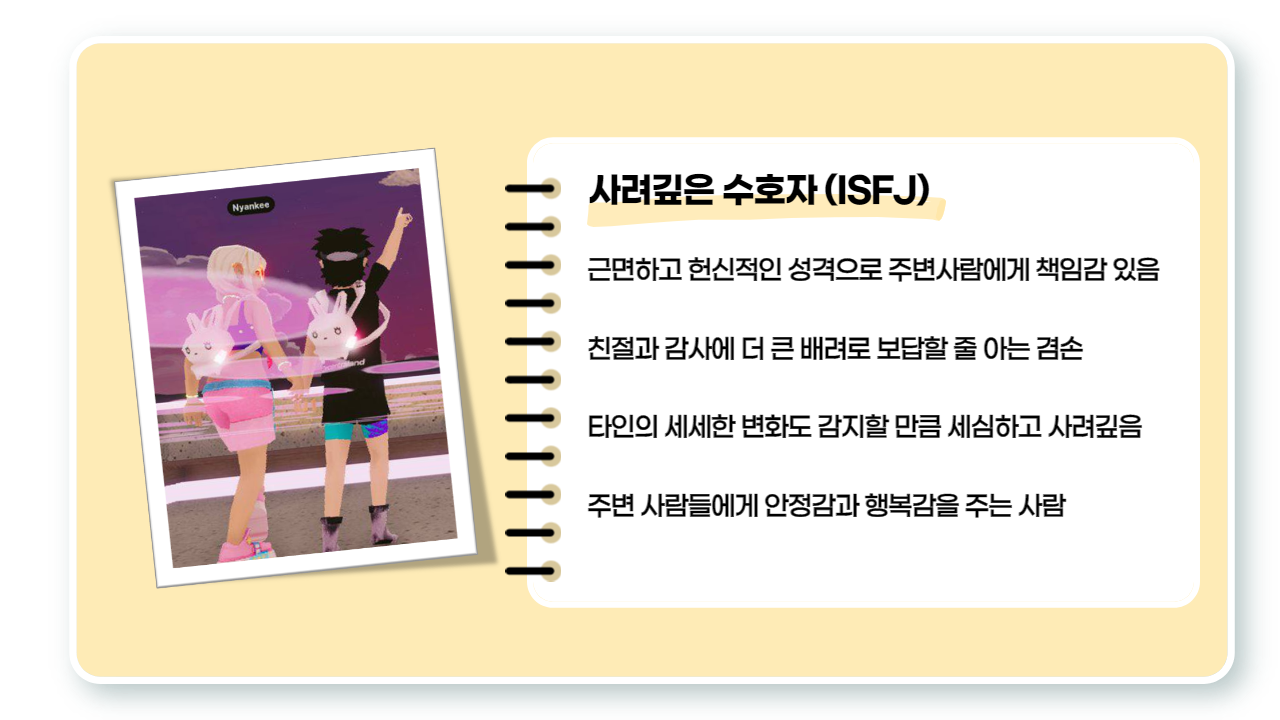 Nyankee
사려깊은 수호자 (ISFJ)
근면하고 헌신적인 성격으로 주변사람에게 책임감 있음
친절과 감사에 더 큰 배려로 보답할 줄 아는 겸손
타인의 세세한 변화도 감지할 만큼 세심하고 사려깊음
주변 사람들에게 안정감과 행복감을 주는 사람